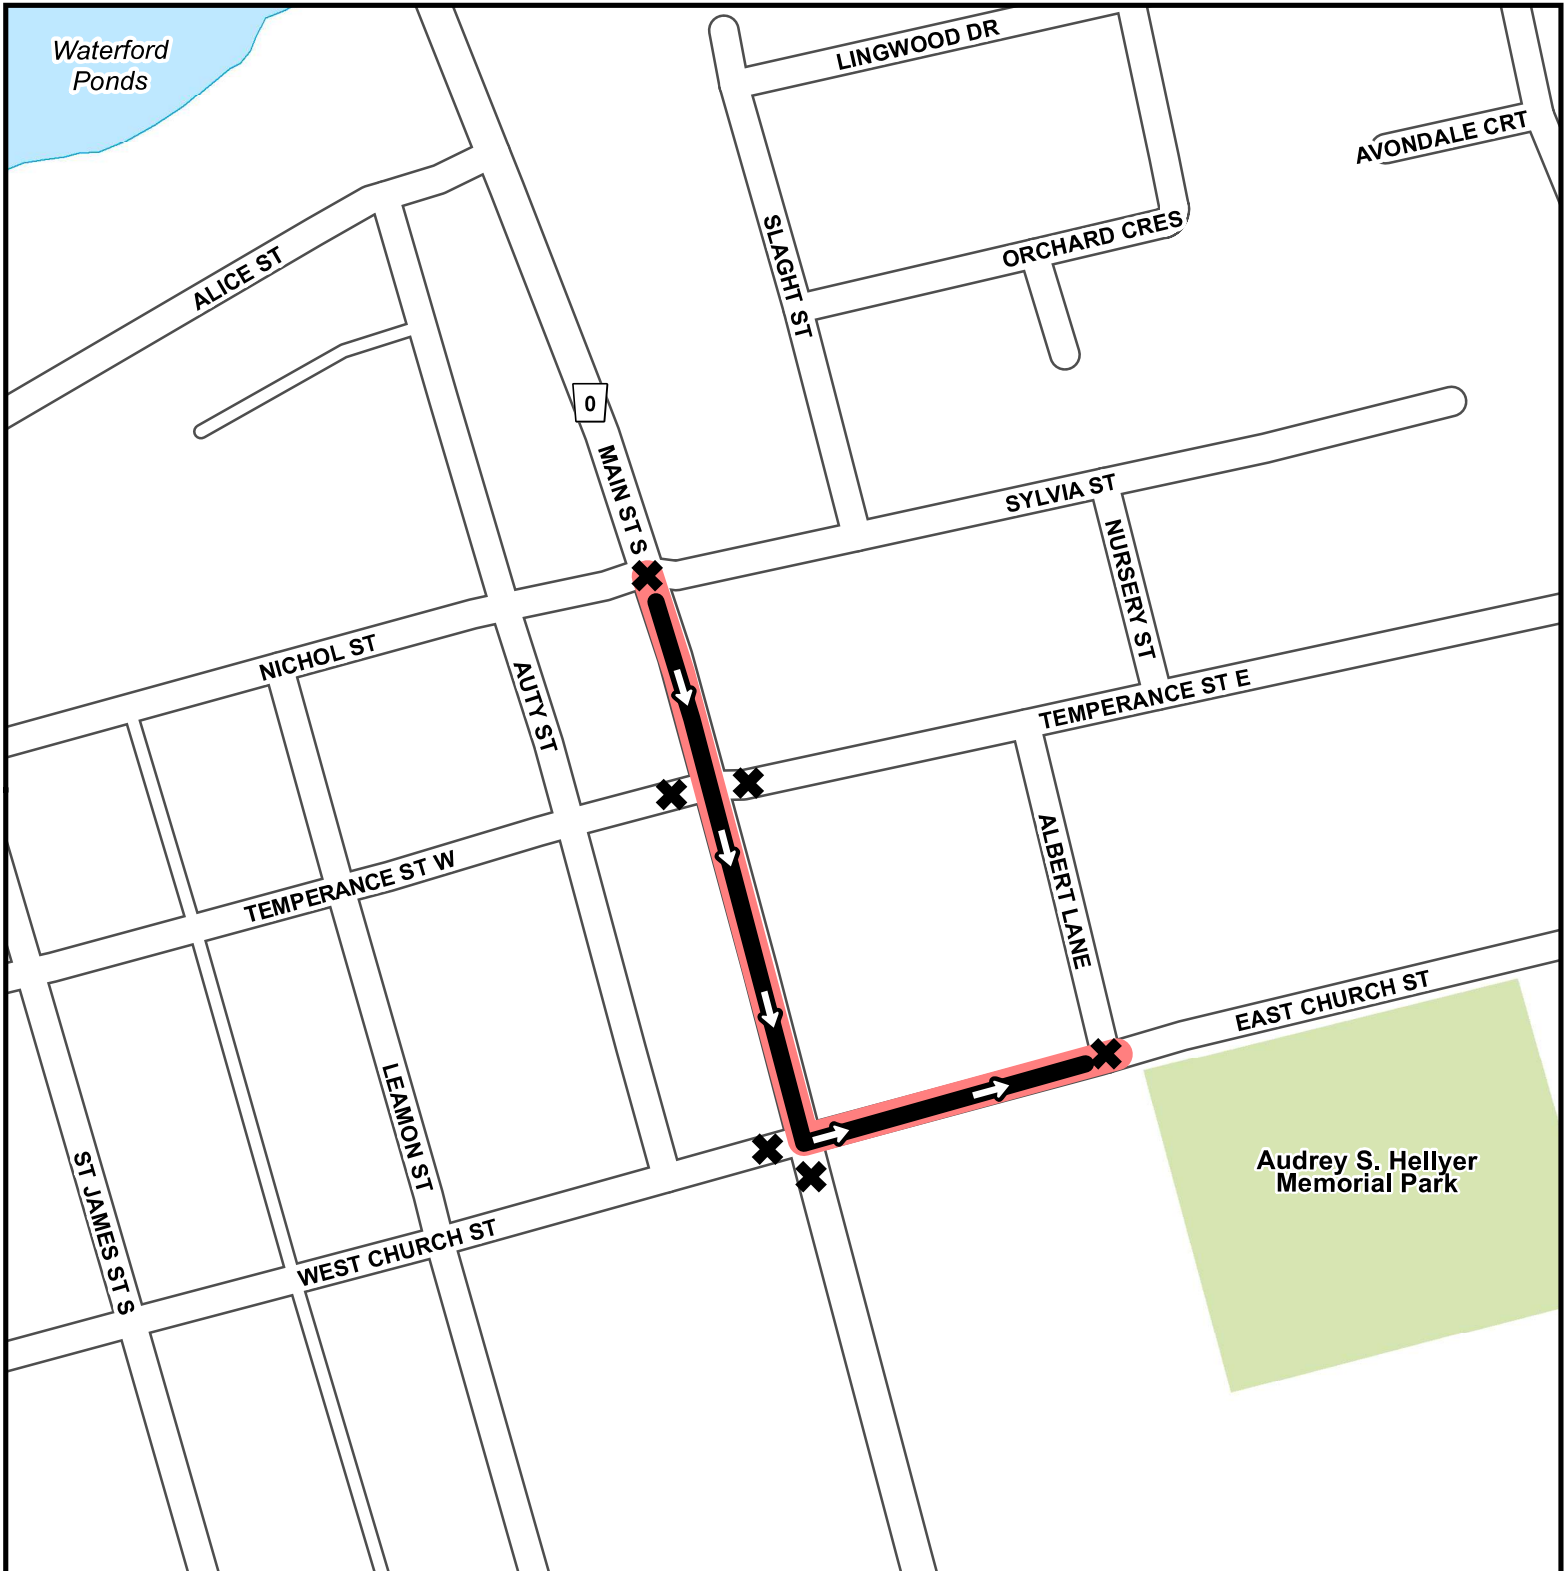 Waterford
Ponds
LINGWOOD DR
AVONDALE CRT
ALICE ST
SLAGHT ST
ORCHARD CRES
0
MAIN ST S
SYLVIA ST
NURSERY ST
NICHOL ST
AUTY ST
TEMPERANCE ST E
TEMPERANCE ST W
ALBERT LANE
EAST CHURCH ST
LEAMON ST
ST JAMES ST S
Audrey S. Hellyer
Memorial Park
WEST CHURCH ST